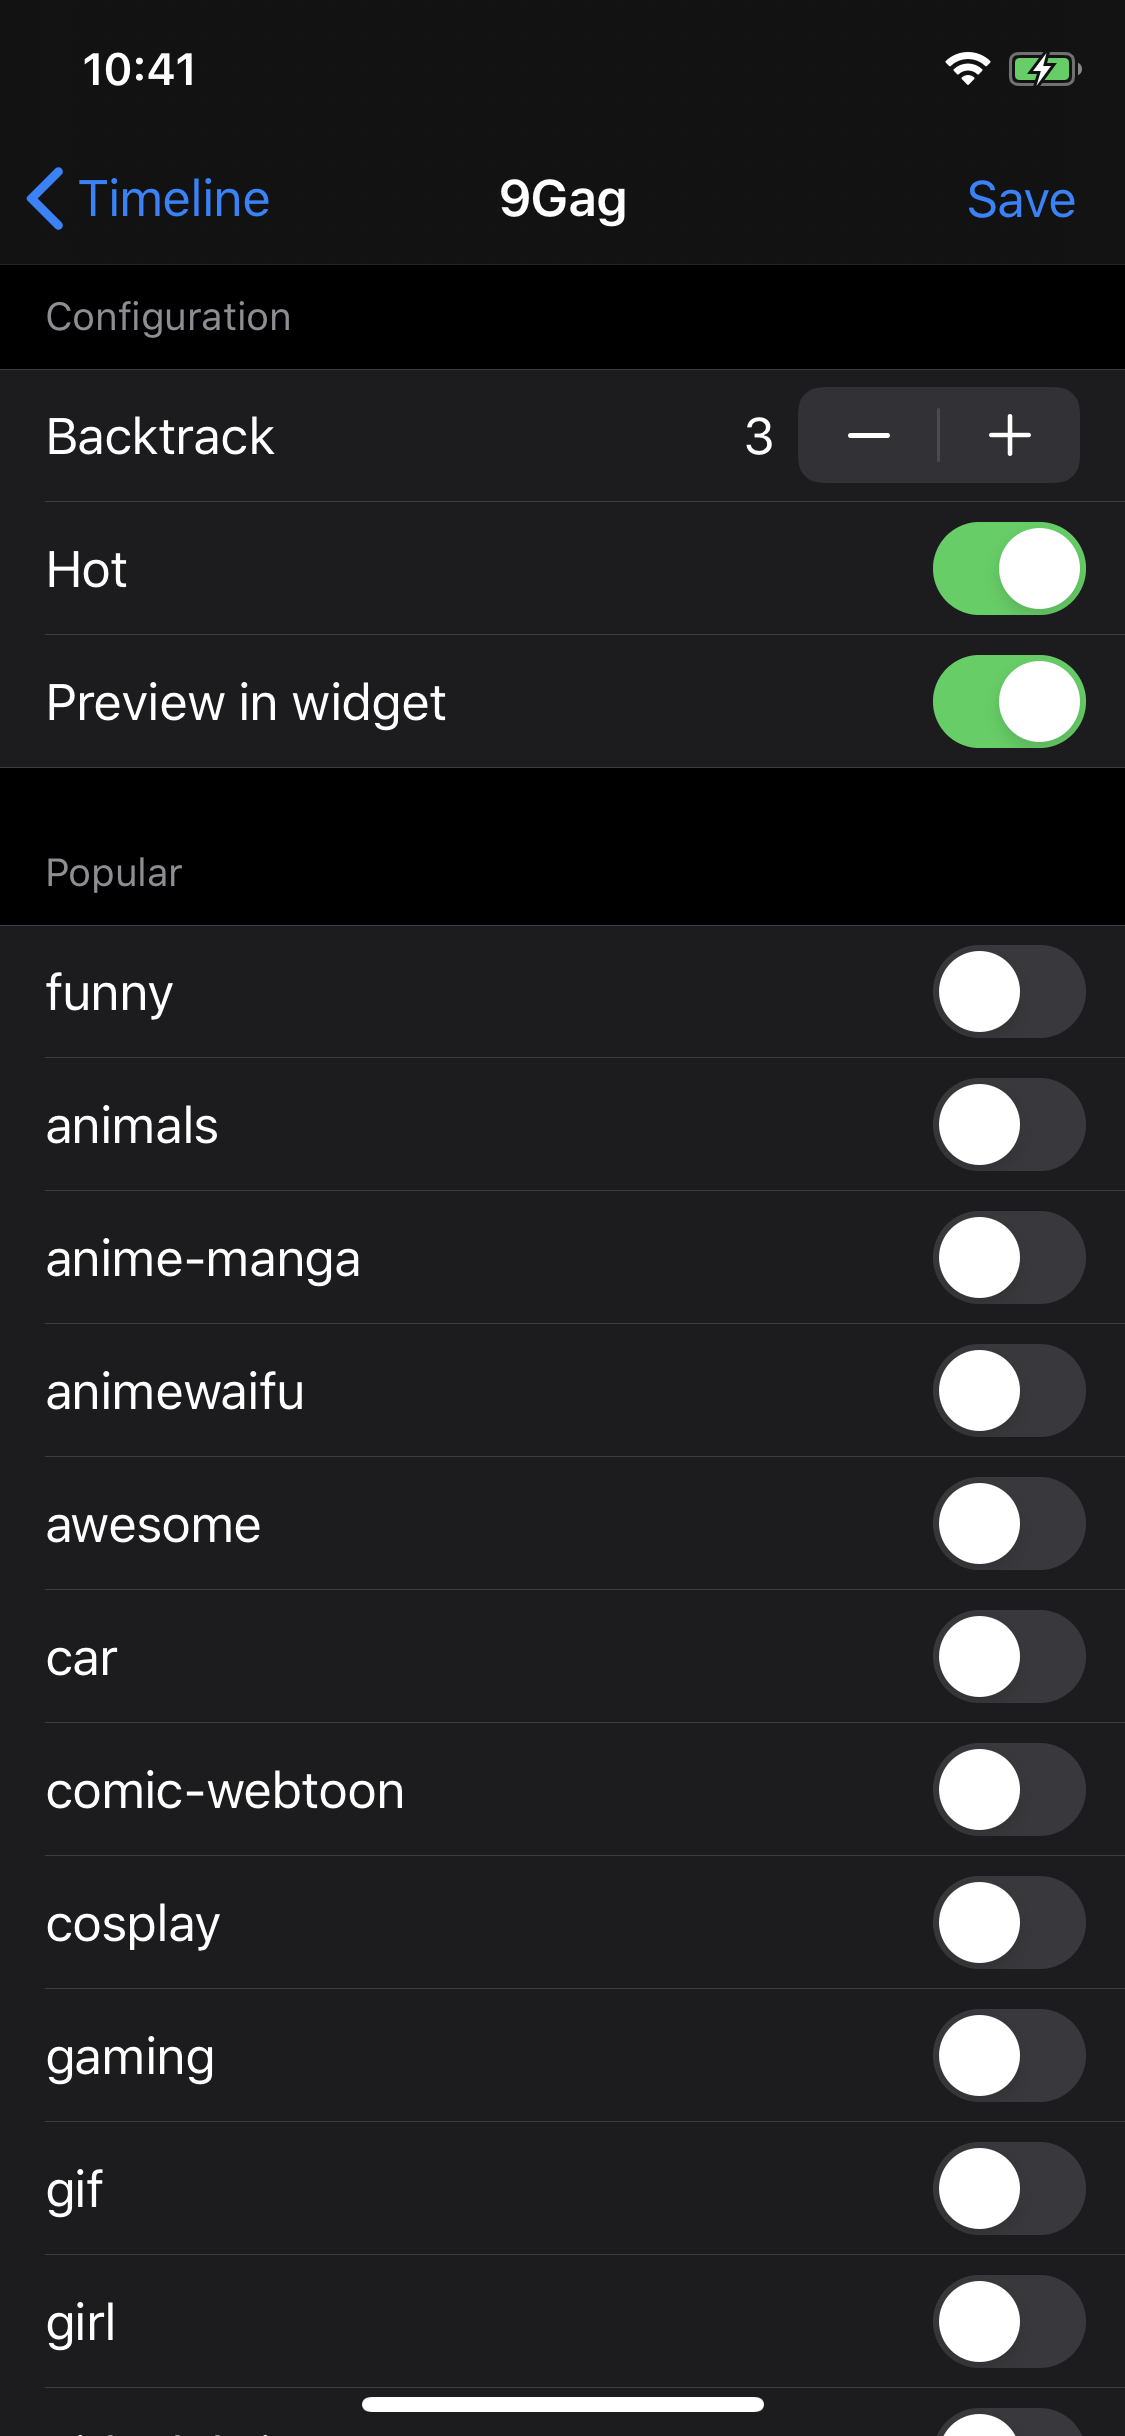 10:41
Timeline
9Gag
Save
Configuration
Backtrack
3
Hot
Preview in widget
Popular
funny
animals
anime-manga
animewaifu
awesome
car
comic-webtoon
cosplay
gaming
gif
girl